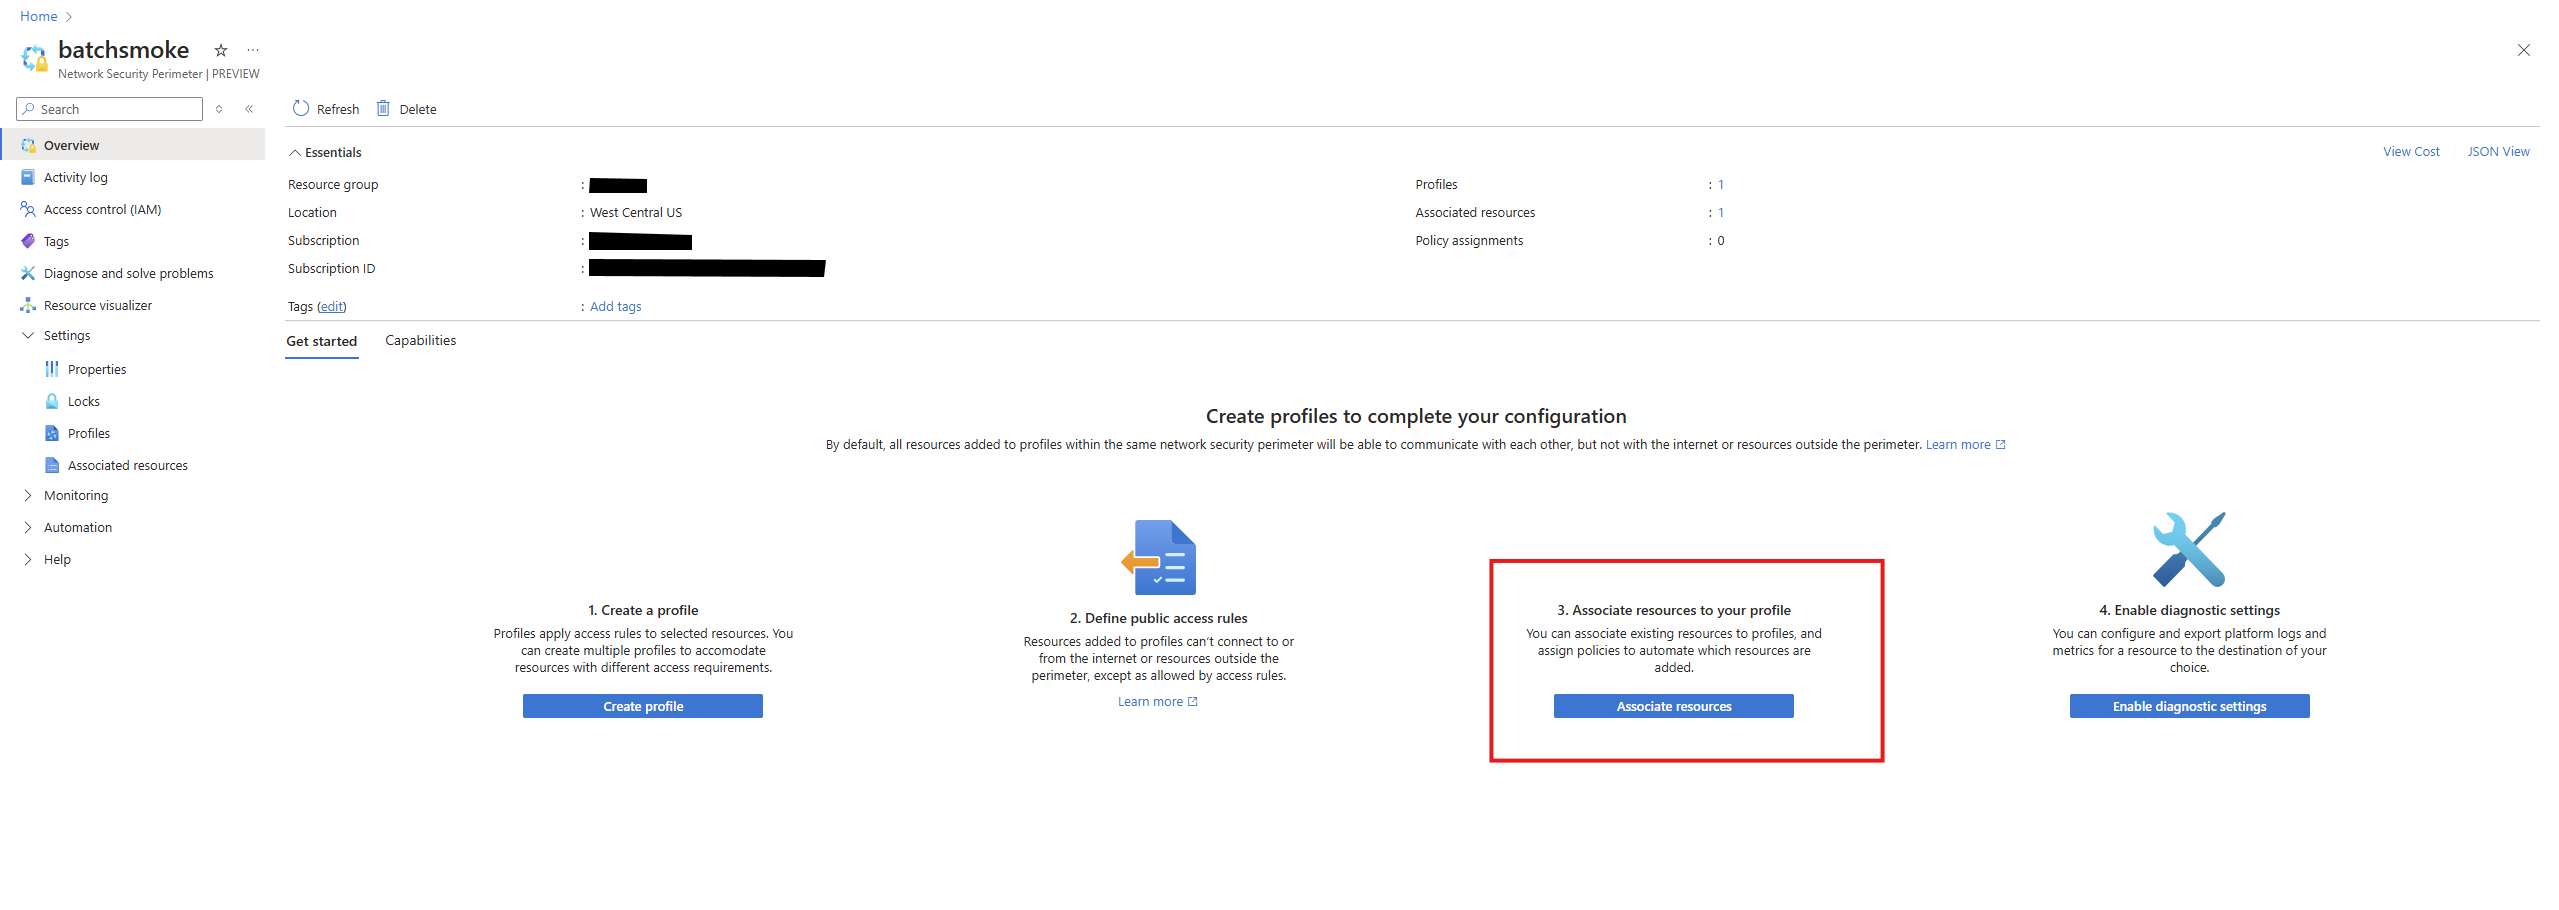 Home
batchsmoke
Network Security Perimeter | PREVIEW
Search
Refresh
Delete
Overview
Activity log
Access control (IAM)
Tags
Diagnose and solve problems
Resource visualizer
Settings
Properties
Locks
Profiles
Associated resources
Monitoring
Automation
Help
Essentials
View Cost
JSON View
Resource group :
Location : West Central US
Subscription :
Subscription ID :
Tags (edit) : Add tags
Profiles : 1
Associated resources : 1
Policy assignments : 0
Get started
Capabilities
Create profiles to complete your configuration
By default, all resources added to profiles within the same network security perimeter will be able to communicate with each other, but not with the internet or resources outside the perimeter. Learn more
1. Create a profile
Profiles apply access rules to selected resources. You
can create multiple profiles to accomodate
resources with different access requirements.
Create profile
2. Define public access rules
Resources added to profiles can't connect to or
from the internet or resources outside the
perimeter, except as allowed by access rules.
Learn more
3. Associate resources to your profile
You can associate existing resources to profiles, and
assign policies to automate which resources are
added.
Associate resources
4. Enable diagnostic settings
You can configure and export platform logs and
metrics for a resource to the destination of your
choice.
Enable diagnostic settings